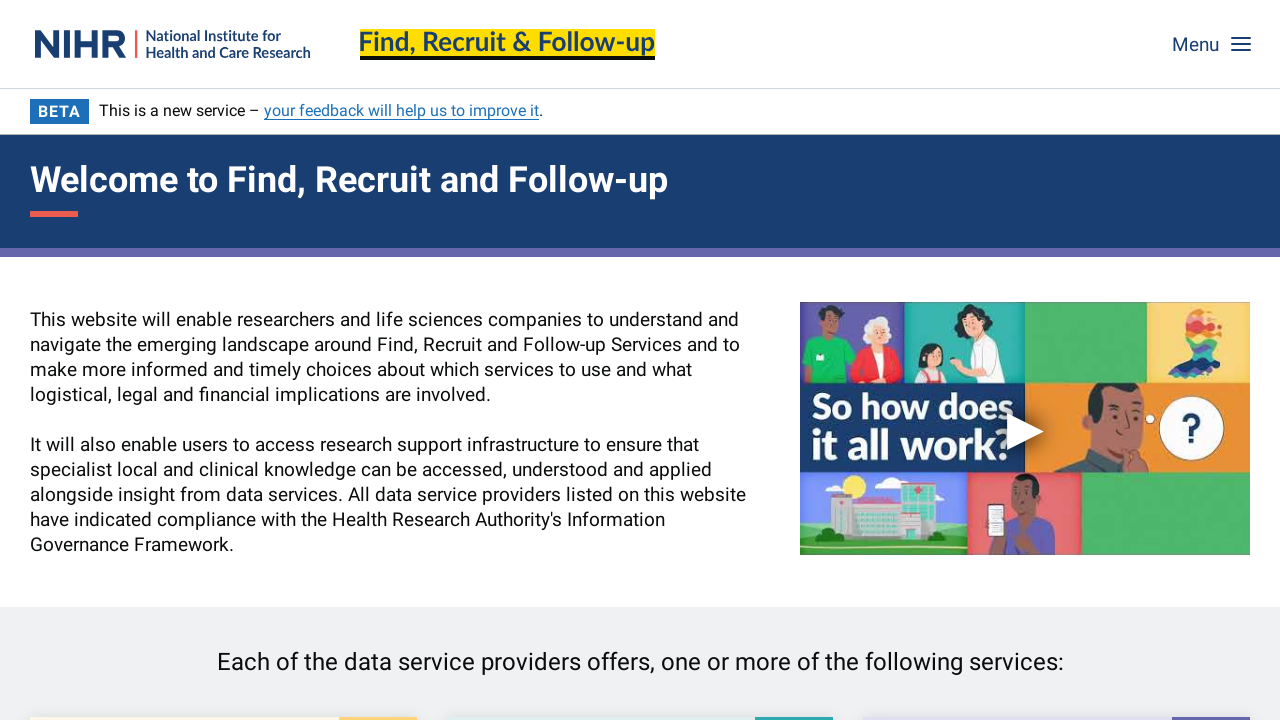 NIHR
National Institute for
Health and Care Research
Find, Recruit & Follow-up
Menu
BETA
This is a new service – your feedback will help us to improve it.
Welcome to Find, Recruit and Follow-up
This website will enable researchers and life sciences companies to understand and
navigate the emerging landscape around Find, Recruit and Follow-up Services and to
make more informed and timely choices about which services to use and what
logistical, legal and financial implications are involved.
It will also enable users to access research support infrastructure to ensure that
specialist local and clinical knowledge can be accessed, understood and applied
alongside insight from data services. All data service providers listed on this website
have indicated compliance with the Health Research Authority's Information
Governance Framework.
So how does
it all work?
?
Each of the data service providers offers, one or more of the following services: